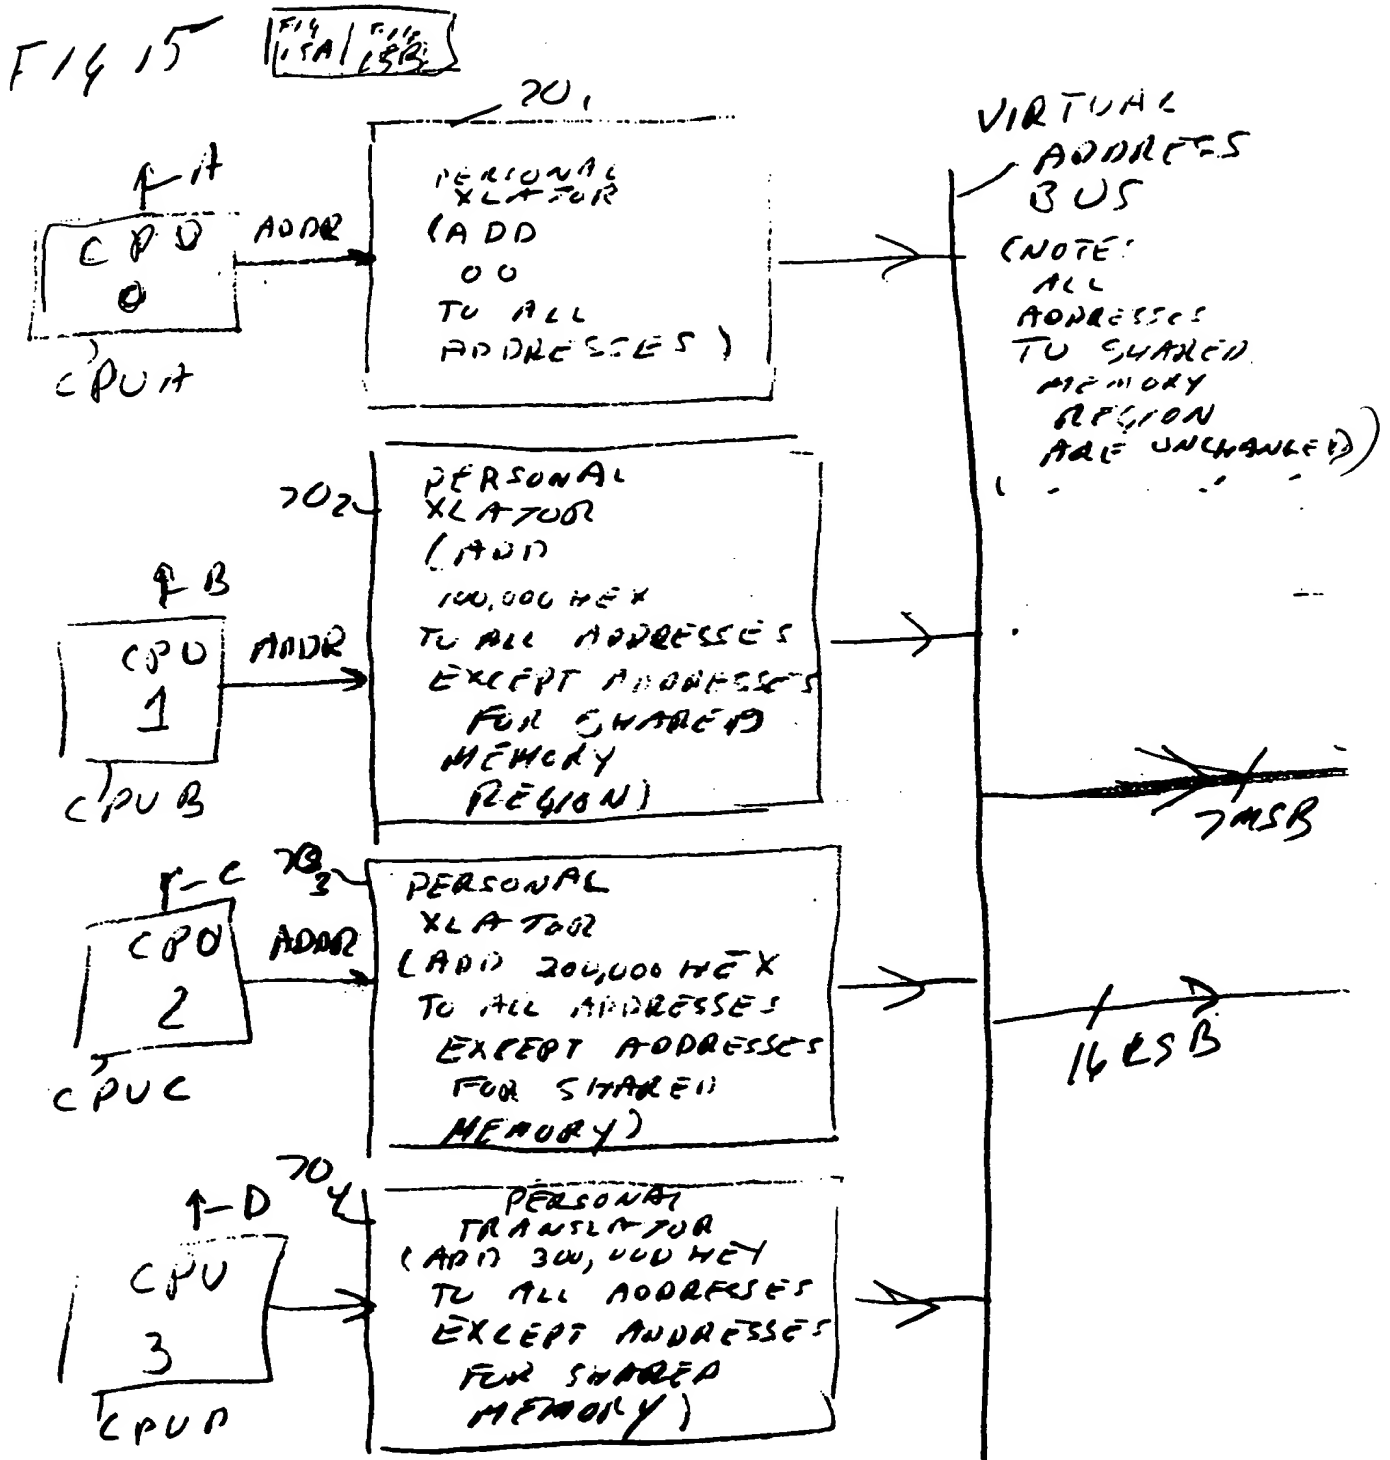 FIG 15
FIG 15A FIG 15B
70₁
VIRTUAL
ADDRESS
BUS
(NOTE:
ALL
ADDRESSES
TO SHARED
MEMORY
REGION
ARE UNCHANGED)
A
CPU
0
CPU A
ADDR
PERSONAL
XLATOR
(ADD
00
TO ALL
ADDRESSES)
70₂
B
CPU
1
CPU B
ADDR
PERSONAL
XLATOR
(ADD
100,000 HEX
TO ALL ADDRESSES
EXCEPT ADDRESSES
FOR SHARED
MEMORY
REGION)
7 MSB
70₃
C
CPU
2
CPU C
ADDR
PERSONAL
XLATOR
(ADD 200,000 HEX
TO ALL ADDRESSES
EXCEPT ADDRESSES
FOR SHARED
MEMORY)
16 LSB
70₄
D
CPU
3
CPU D
PERSONAL
TRANSLATOR
(ADD 300,000 HEX
TO ALL ADDRESSES
EXCEPT ADDRESSES
FOR SHARED
MEMORY)